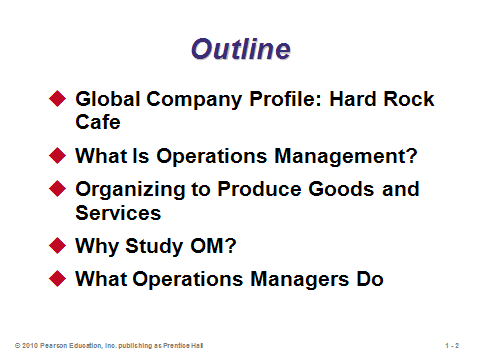 Outline
Global Company Profile: Hard Rock
Cafe
What Is Operations Management?
Organizing to Produce Goods and
Services
Why Study OM?
What Operations Managers Do
© 2010 Pearson Education, Inc. publishing as Prentice Hall
1 - 2